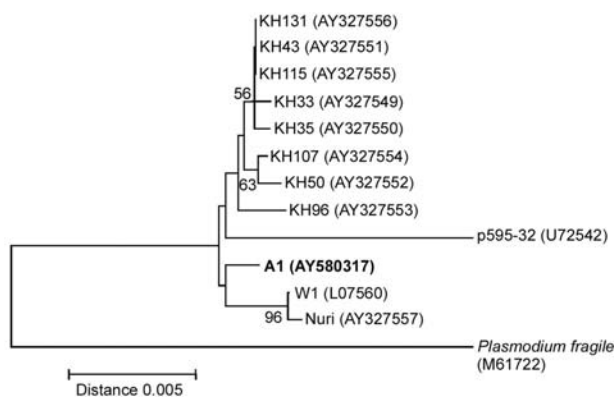 KH131 (AY327556)
KH43 (AY327551)
KH115 (AY327555)
56
KH33 (AY327549)
KH35 (AY327550)
KH107 (AY327554)
63
KH50 (AY327552)
KH96 (AY327553)
p595-32 (U72542)
A1 (AY580317)
W1 (L07560)
96
Nuri (AY327557)
Plasmodium fragile
(M61722)
Distance 0.005